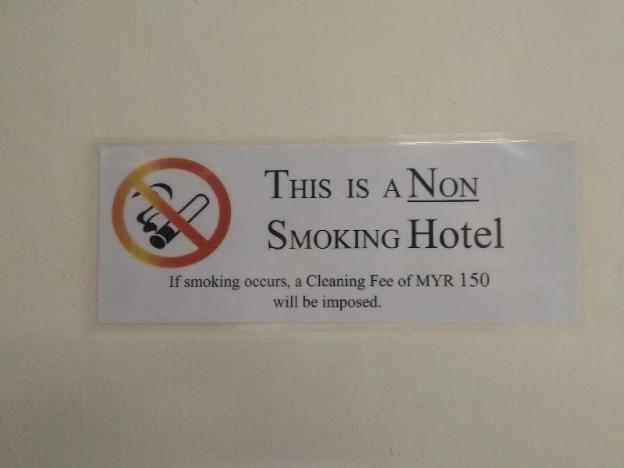 THIS IS A NON
SMOKING Hotel
If smoking occurs, a Cleaning Fee of MYR 150
will be imposed.